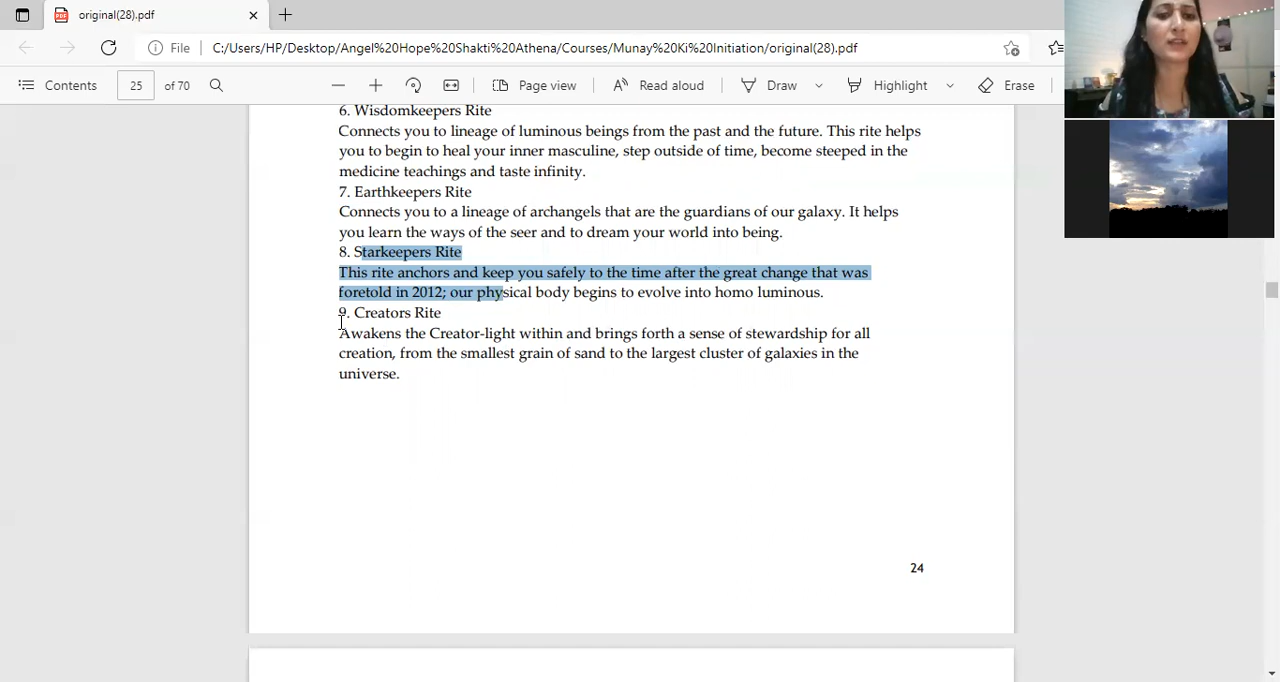 original(28).pdf
File
C:/Users/HP/Desktop/Angel%20Hope%20Shakti%20Athena/Courses/Munay%20Ki%20Initiation/original(28).pdf
Contents
25
of 70
Page view
Read aloud
Draw
Highlight
Erase
6. Wisdomkeepers Rite
Connects you to lineage of luminous beings from the past and the future. This rite helps
you to begin to heal your inner masculine, step outside of time, become steeped in the
medicine teachings and taste infinity.
7. Earthkeepers Rite
Connects you to a lineage of archangels that are the guardians of our galaxy. It helps
you learn the ways of the seer and to dream your world into being.
8. Starkeepers Rite
This rite anchors and keep you safely to the time after the great change that was
foretold in 2012; our physical body begins to evolve into homo luminous.
9. Creators Rite
Awakens the Creator-light within and brings forth a sense of stewardship for all
creation, from the smallest grain of sand to the largest cluster of galaxies in the
universe.
24